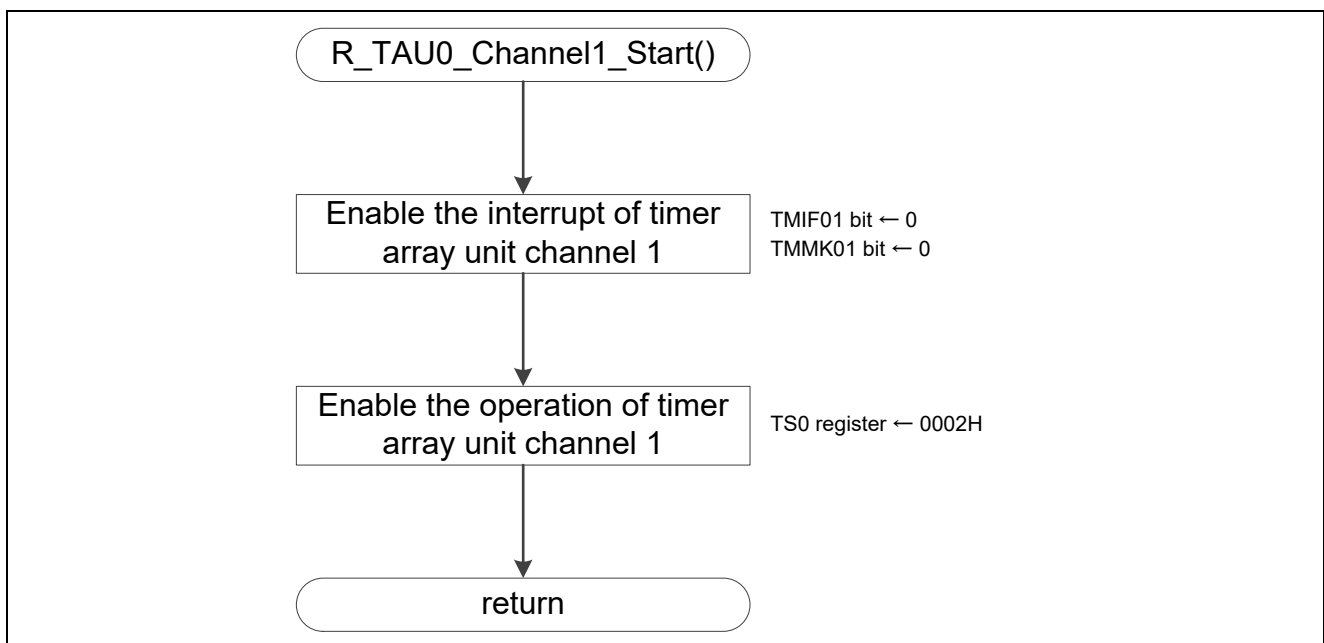 R_TAU0_Channel1_Start()
Enable the interrupt of timer
array unit channel 1
TMIF01 bit ← 0
TMMK01 bit ← 0
Enable the operation of timer
array unit channel 1
TS0 register ← 0002H
return